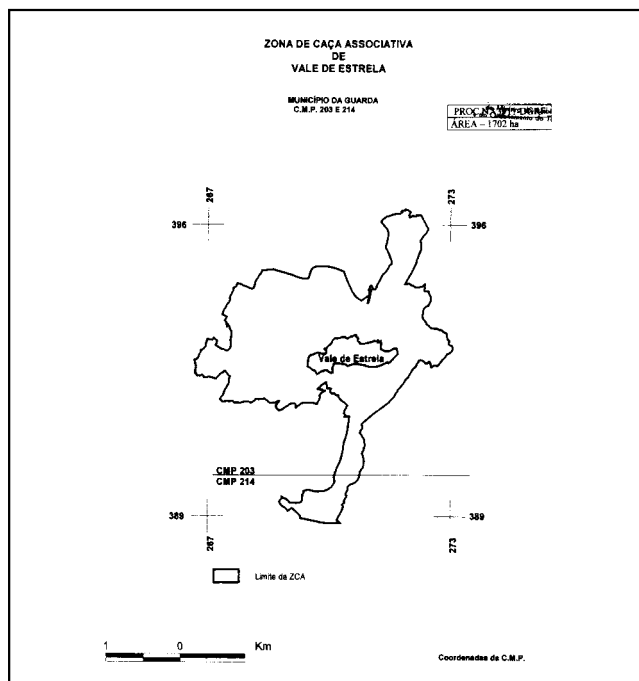 ZONA DE CAÇA ASSOCIATIVA
DE
VALE DE ESTRELA
MUNICÍPIO DA GUARDA
C.M.P. 203 E 214
ÁREA – 1702 ha
267
273
396
396
Vale de Estrela
CMP 203
CMP 214
389
389
267
273
Limite da ZCA
1 0 Km
Coordenadas da C.M.P.